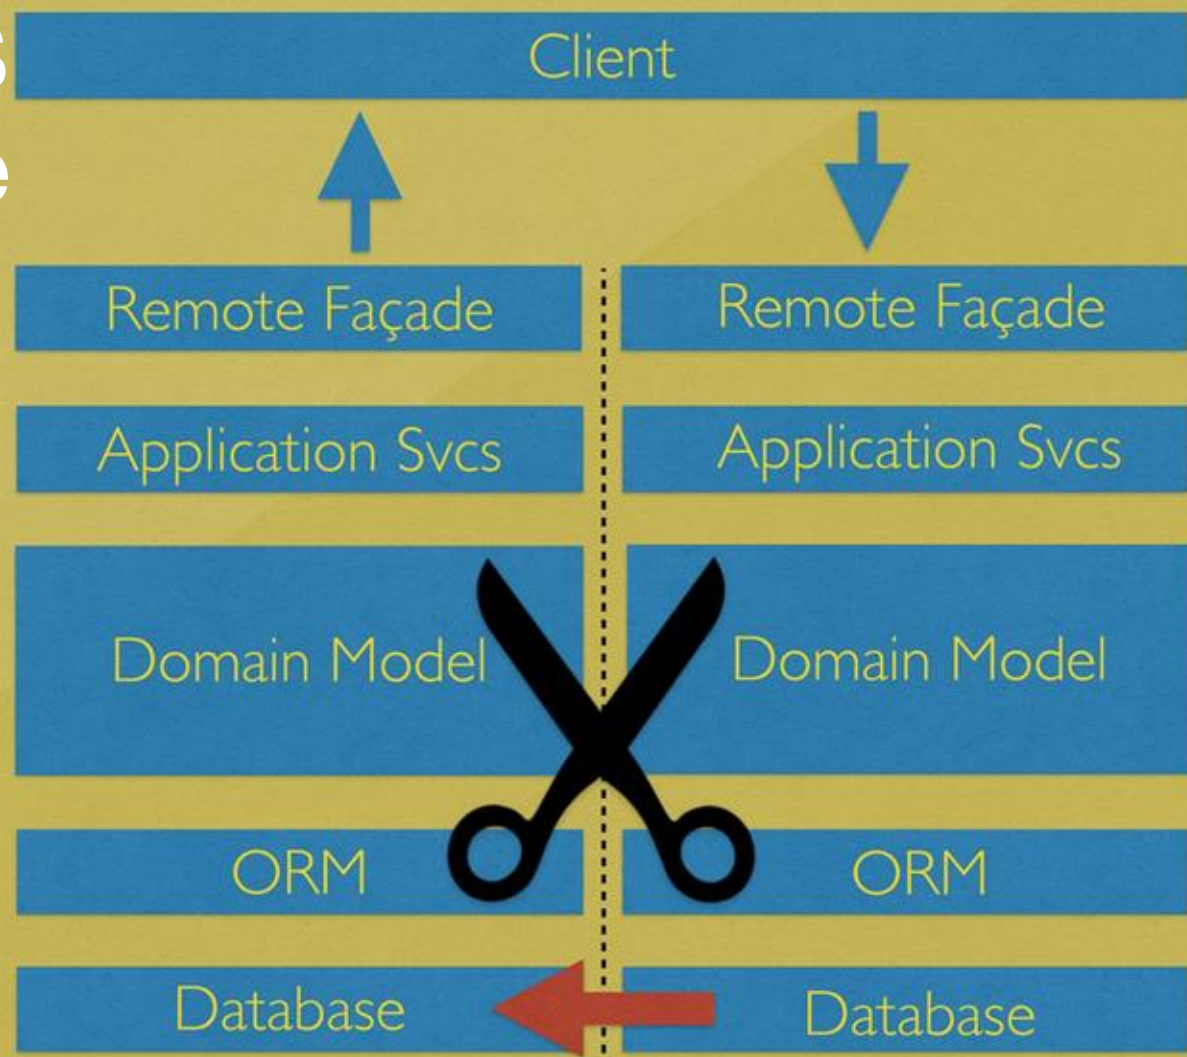 s
Client
e
Remote Façade
Remote Façade
Application Svcs
Application Svcs
Domain Model
Domain Model
ORM
ORM
Database
Database